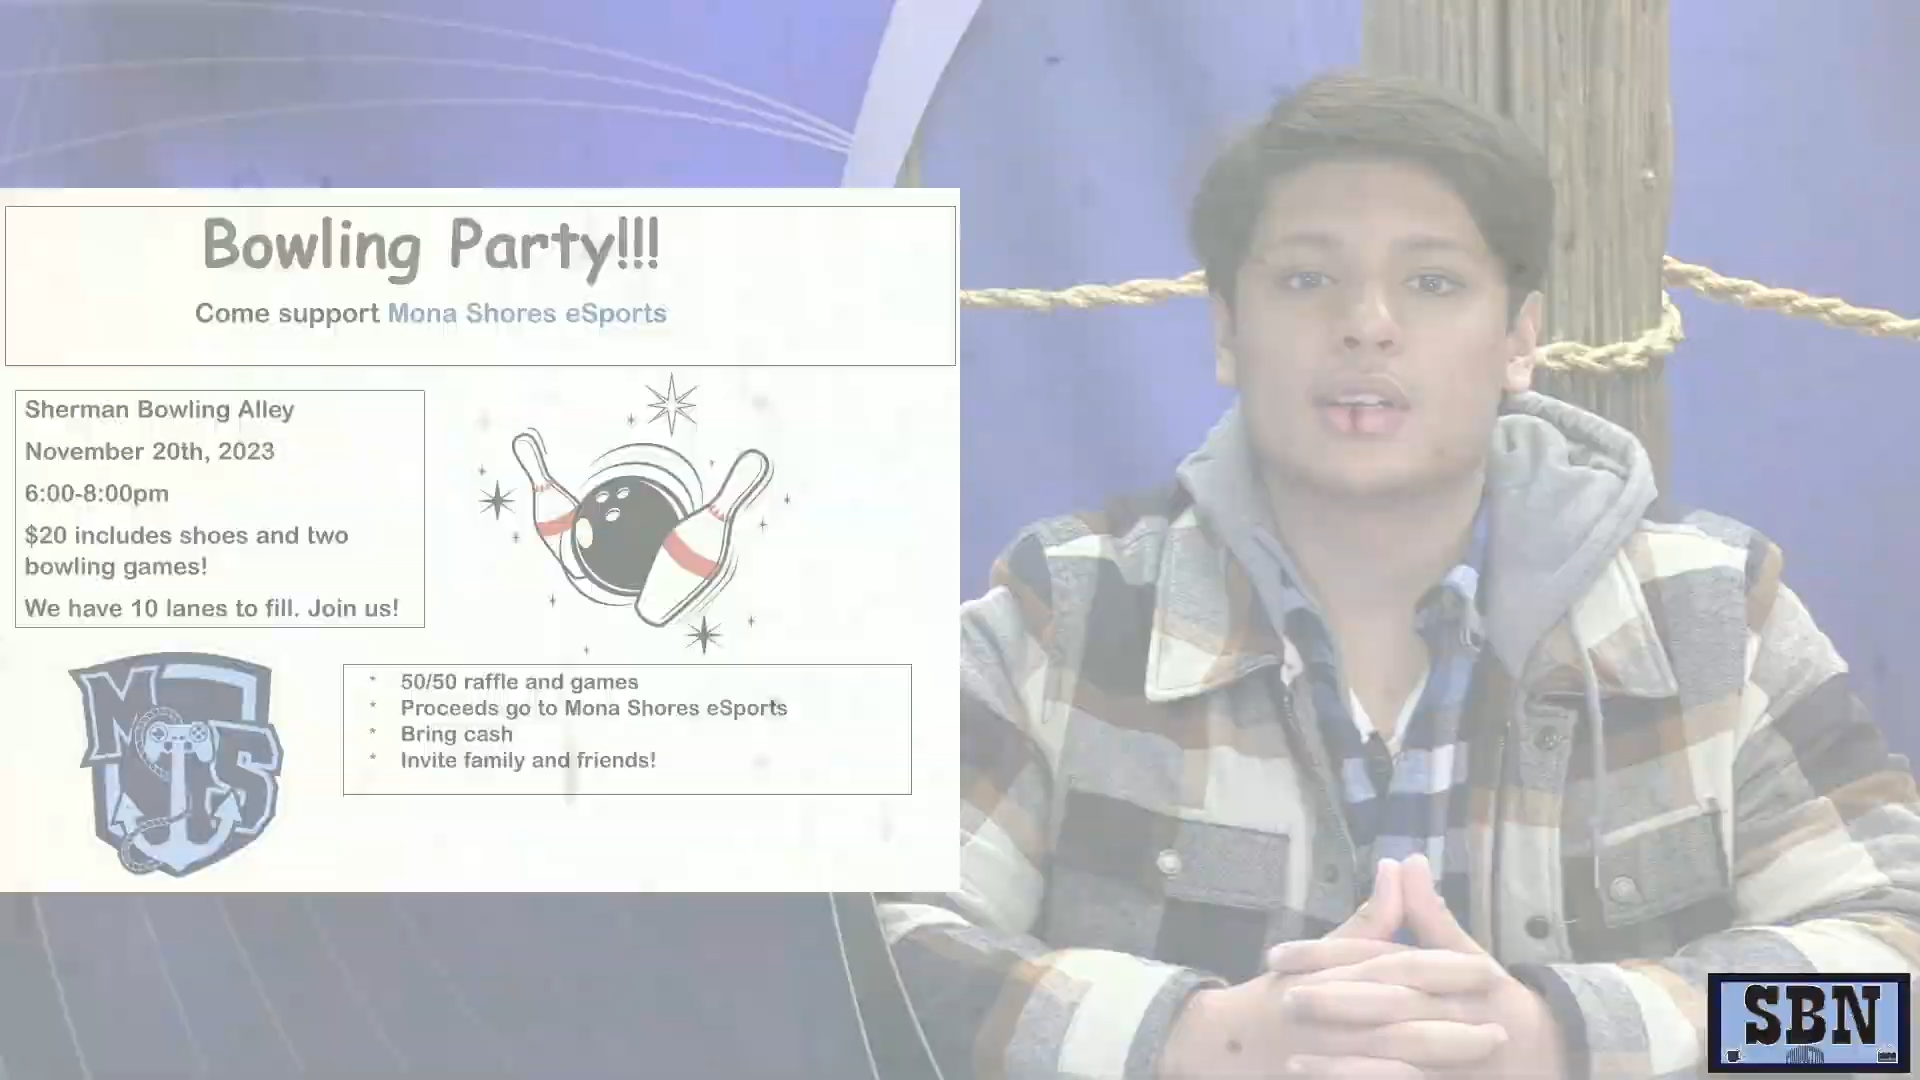 Bowling Party!!!
Come support Mona Shores eSports
Sherman Bowling Alley
November 20th, 2023
6:00-8:00pm
$20 includes shoes and two
bowling games!
We have 10 lanes to fill. Join us!
* 50/50 raffle and games
* Proceeds go to Mona Shores eSports
* Bring cash
* Invite family and friends!
M
S
SBN